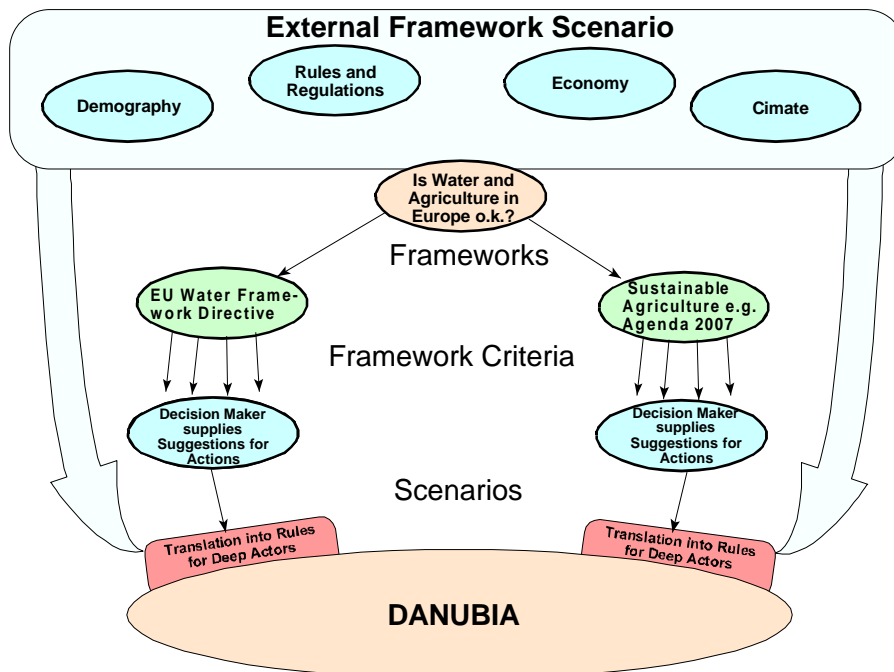 External Framework Scenario
Demography
Rules and
Regulations
Economy
Cimate
Is Water and
Agriculture in
Europe o.k.?
Frameworks
EU Water Frame-
work Directive
Sustainable
Agriculture e.g.
Agenda 2007
Framework Criteria
Decision Maker
supplies
Suggestions for
Actions
Decision Maker
supplies
Suggestions for
Actions
Scenarios
Translation into Rules
for Deep Actors
Translation into Rules
for Deep Actors
DANUBIA